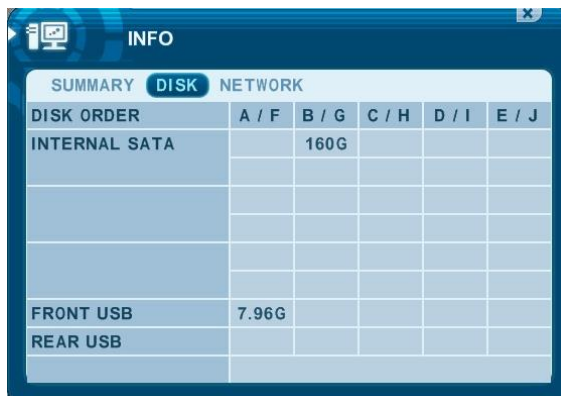 X
INFO
SUMMARY DISK NETWORK
DISK ORDER A / F B / G C / H D / I E / J
INTERNAL SATA 160G
FRONT USB 7.96G
REAR USB